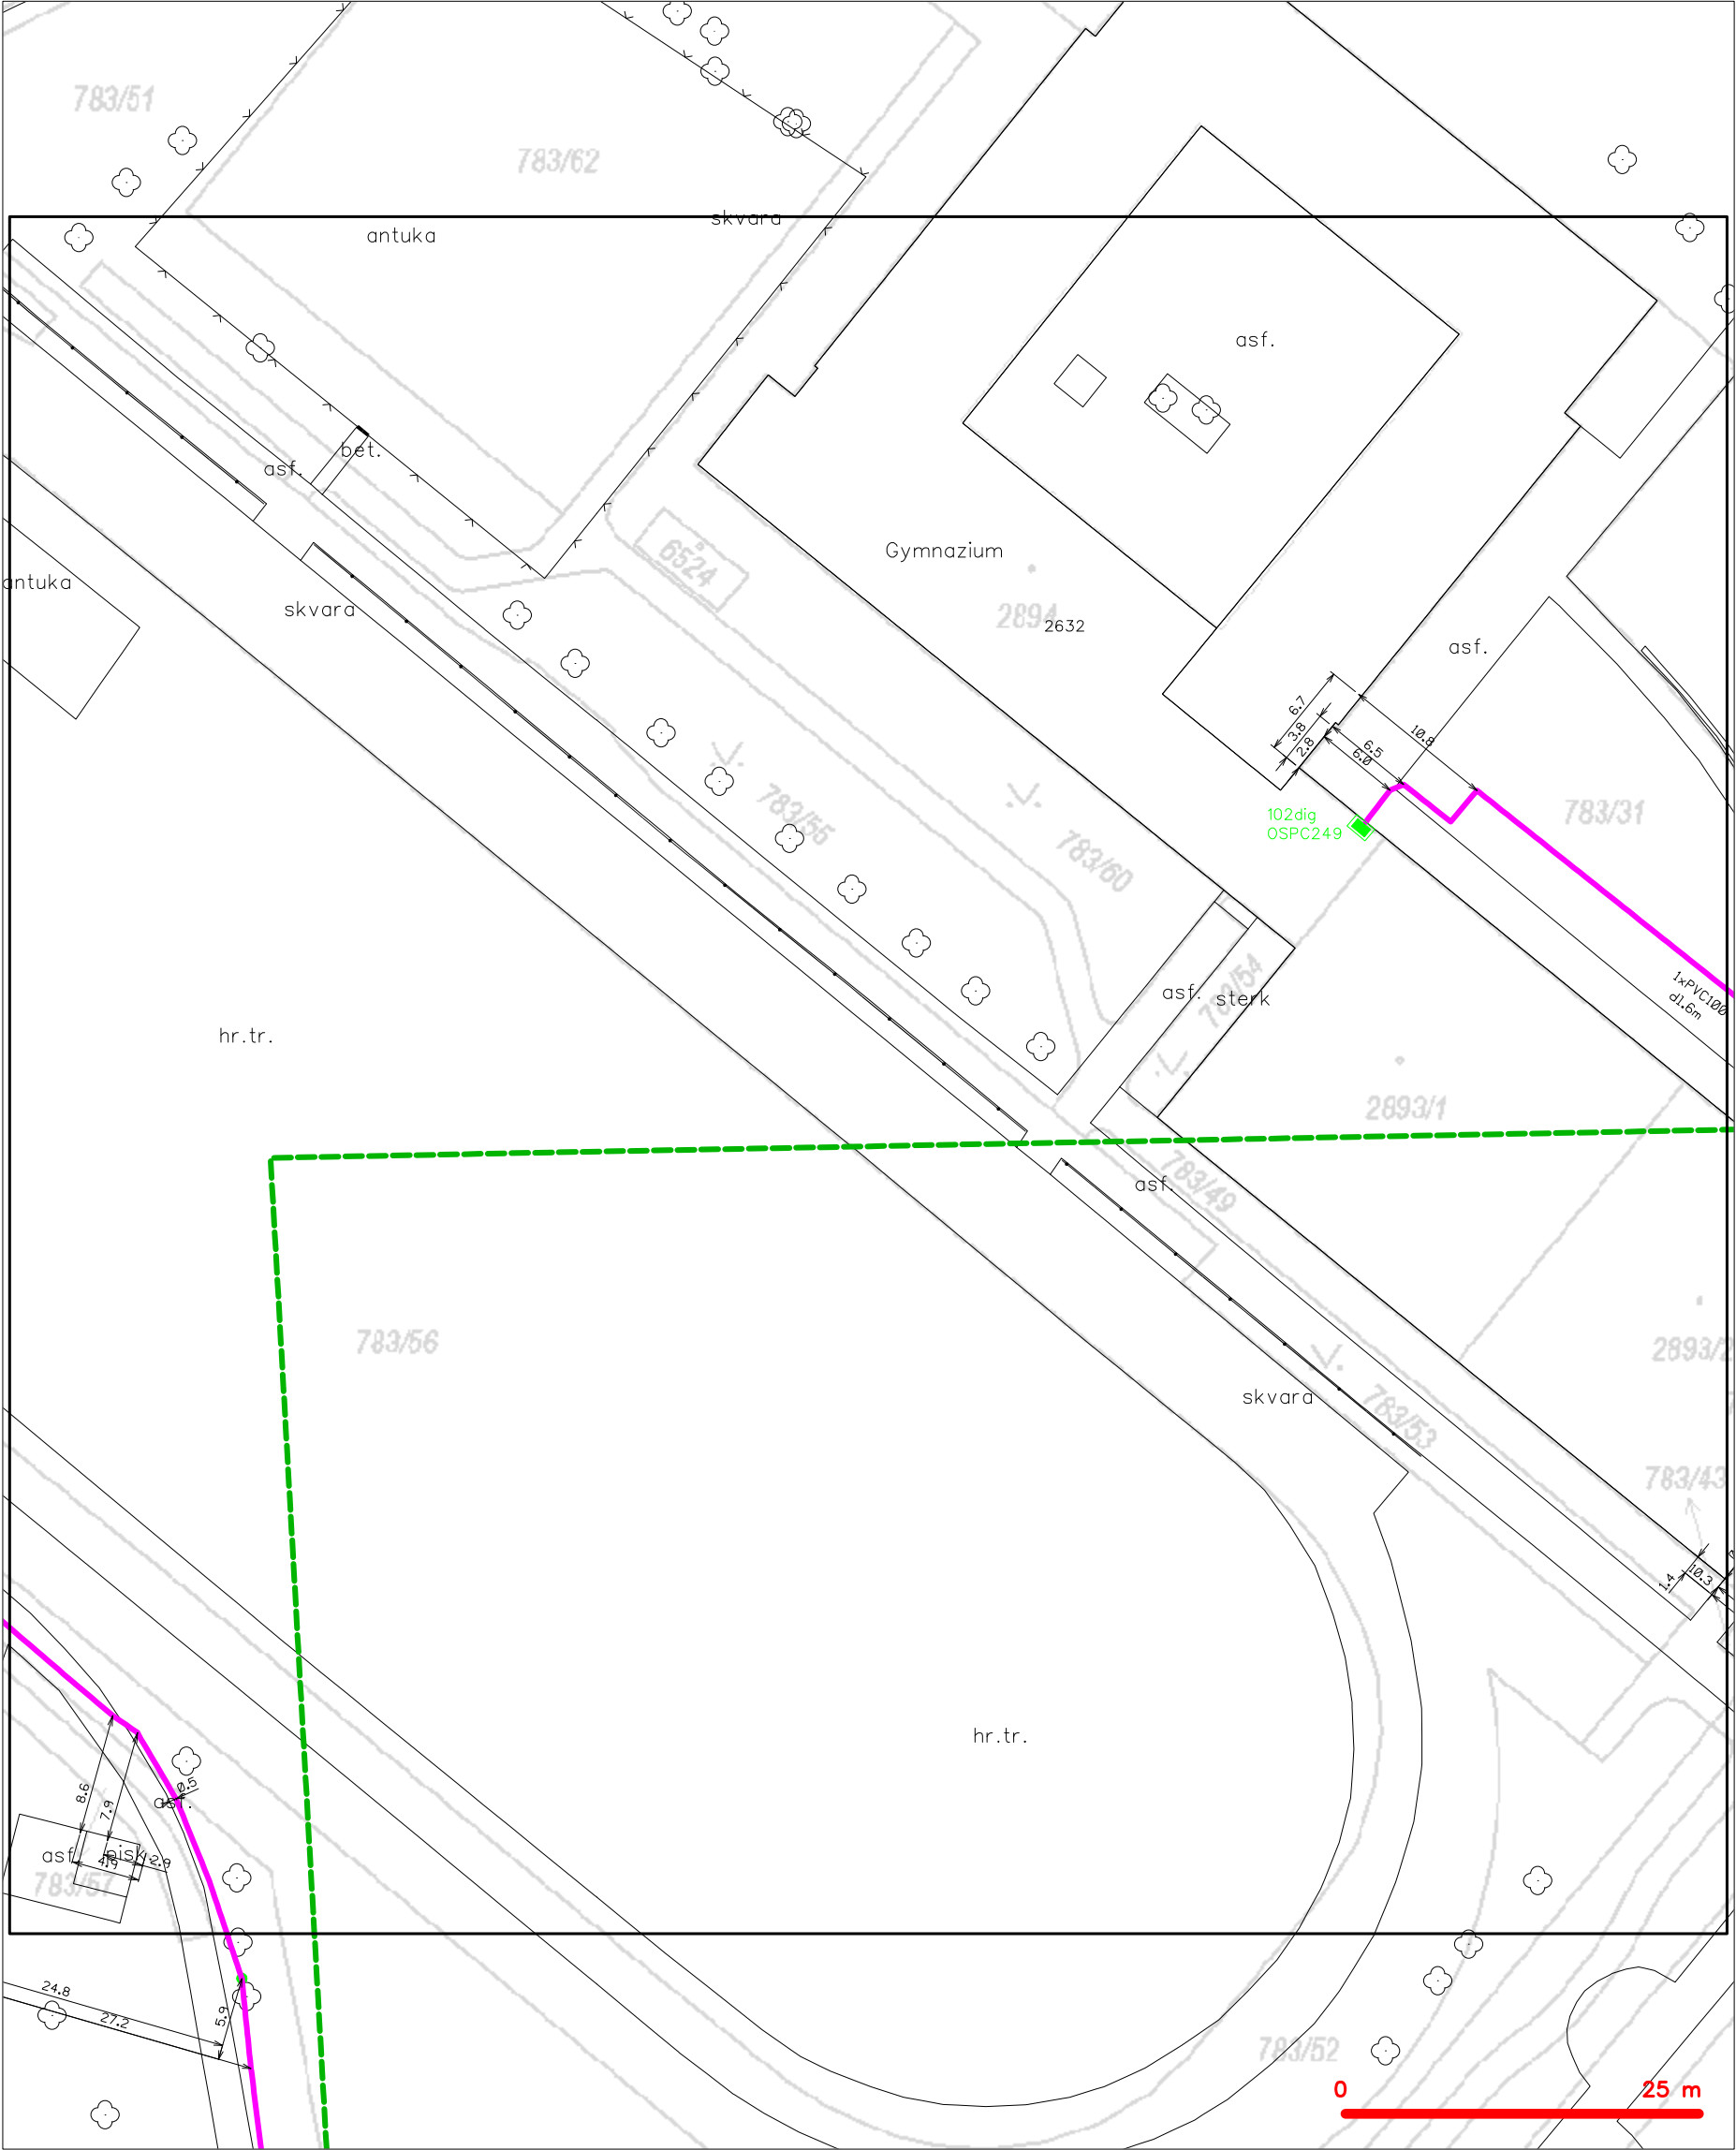 783/51
783/62
skvara
antuka
asf.
bet.
asf.
6524
Gymnazium
antuka
2894
2632
skvara
asf.
6.7
3.8
2.8
10.8
6.5
6.0
783/55
783/60
102dig
OSPC249
783/31
783/54
asf.
sterk
1xPVC100
dl.6m
hr.tr.
2893/1
asf.
783/49
783/56
2893/2
skvara
783/53
783/43
1.4
10.3
hr.tr.
8.6
7.9
0.5
asf.
asf.
pisk.
4.9
2.9
783/57
24.8
27.2
5.9
783/52
0 25 m